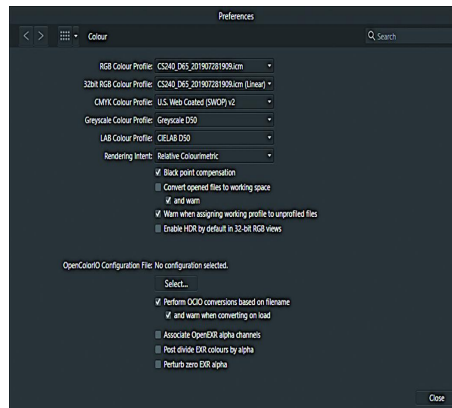 Preferences
Colour
Search
RGB Colour Profile: CS240_D65_201907281909.icm
32bit RGB Colour Profile: CS240_D65_201907281909.icm (Linear)
CMYK Colour Profile: U.S. Web Coated (SWOP) v2
Greyscale Colour Profile: Greyscale D50
LAB Colour Profile: CIELAB D50
Rendering Intent: Relative Colourimetric
Black point compensation
Convert opened files to working space
and warn
Warn when assigning working profile to unprofiled files
Enable HDR by default in 32-bit RGB views
OpenColorIO Configuration File: No configuration selected.
Select...
Perform OCIO conversions based on filename
and warn when converting on load
Associate OpenEXR alpha channels
Post divide EXR colours by alpha
Perturb zero EXR alpha
Close